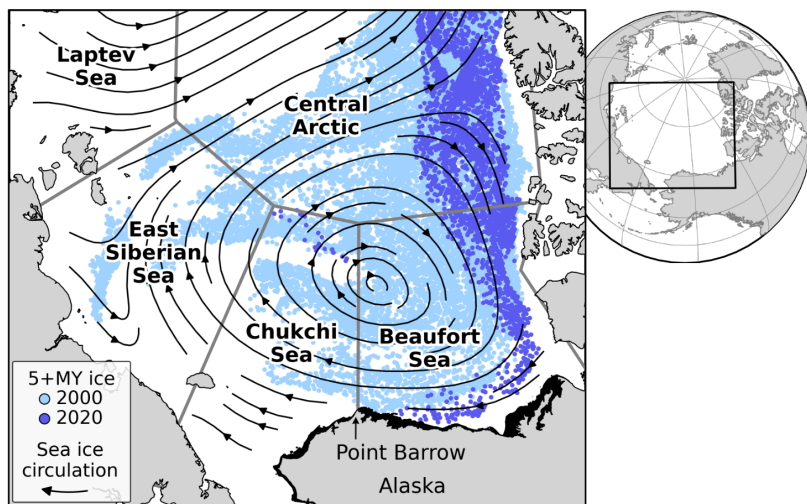 Laptev
Sea
Central
Arctic
East
Siberian
Sea
Chukchi
Sea
Beaufort
Sea
5+MY ice
2000
2020
Sea ice
circulation
Point Barrow
Alaska